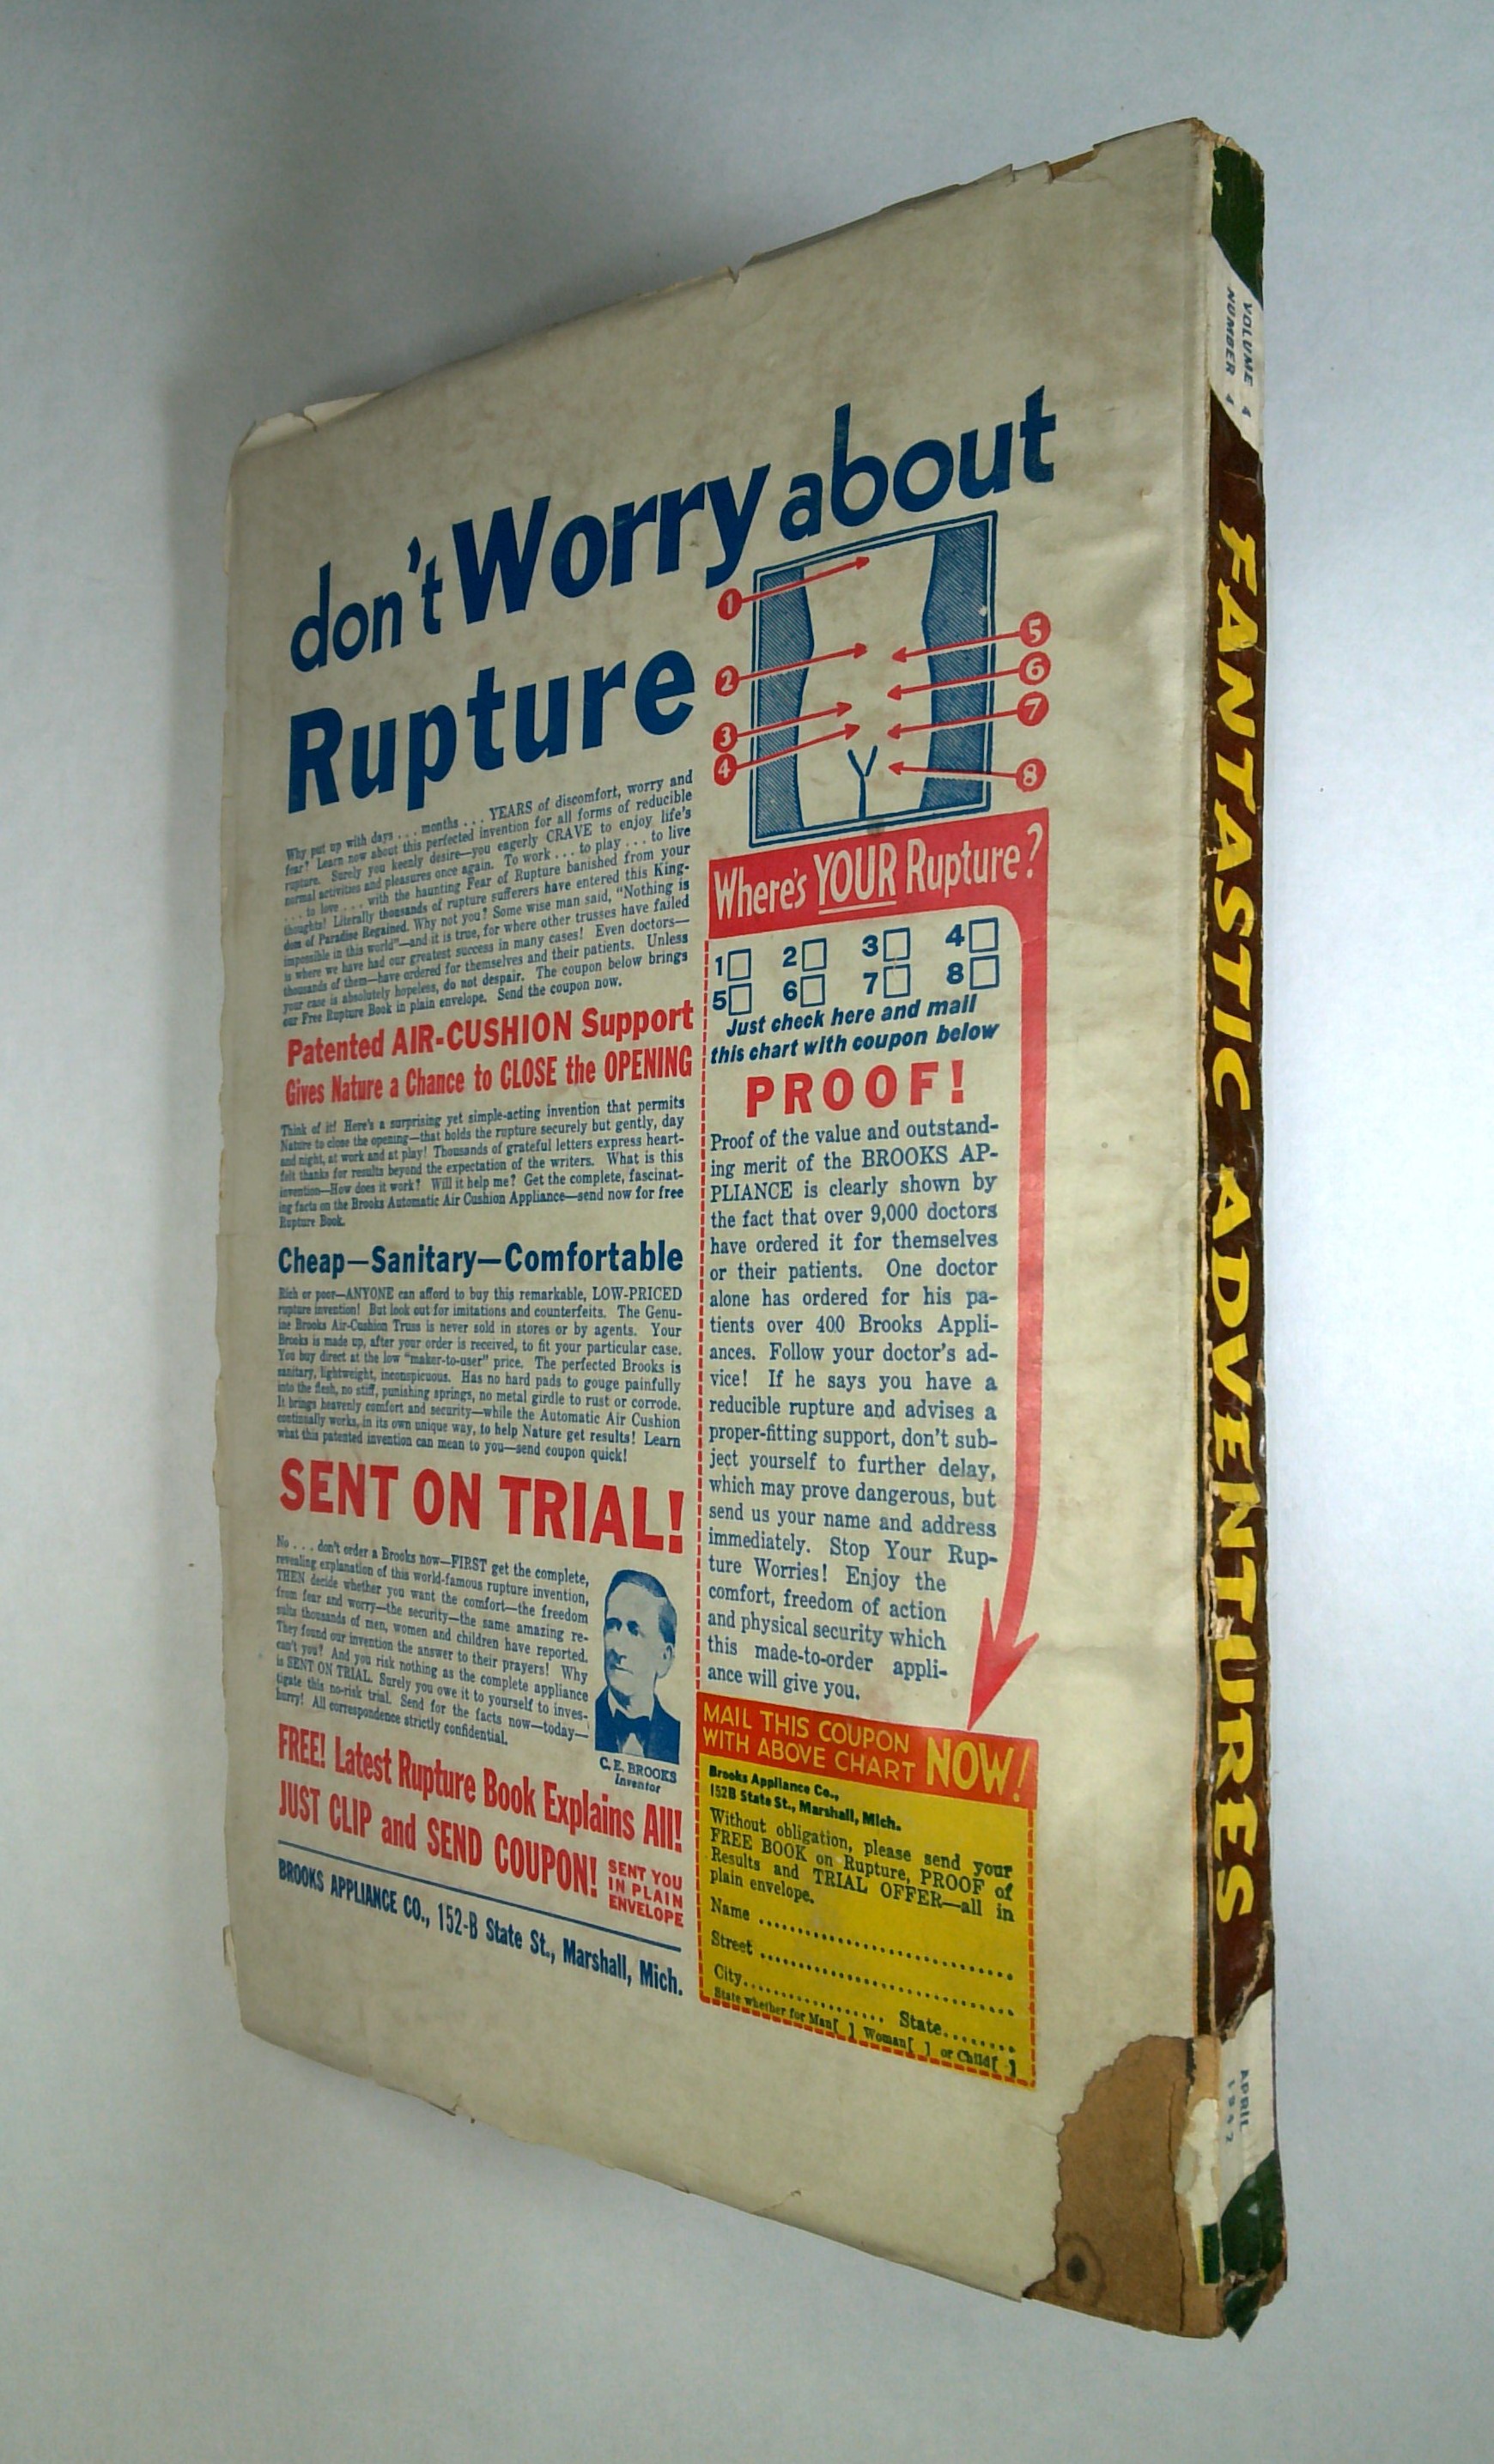 don't Worry about
Rupture
Why put up with days . . . months . . . YEARS of discomfort, worry and
fear? Learn now about this perfected invention for all forms of reducible
rupture. Surely you keenly desire—you eagerly CRAVE to enjoy life's
normal activities and pleasures once again. To work . . . to play . . . to live
. . . to love . . . with the haunting Fear of Rupture banished from your
thoughts! Literally thousands of rupture sufferers have entered this King-
dom of Paradise Regained. Why not you? Some wise man said, "Nothing is
impossible in this world"—and it is true, for where other trusses have failed
is where we have had our greatest success in many cases! Even doctors—
thousands of them—have ordered for themselves and their patients. Unless
your case is absolutely hopeless, do not despair. The coupon below brings
our Free Rupture Book in plain envelope. Send the coupon now.
Patented AIR-CUSHION Support
Gives Nature a Chance to CLOSE the OPENING
Think of it! Here's a surprising yet simple-acting invention that permits
Nature to close the opening—that holds the rupture securely but gently, day
and night, at work and at play! Thousands of grateful letters express heart-
felt thanks for results beyond the expectation of the writers. What is this
invention—How does it work? Will it help me? Get the complete, fascinat-
ing facts on the Brooks Automatic Air Cushion Appliance—send now for free
Rupture Book.
Cheap—Sanitary—Comfortable
Rich or poor—ANYONE can afford to buy this remarkable, LOW-PRICED
rupture invention! But look out for imitations and counterfeits. The Genu-
ine Brooks Air-Cushion Truss is never sold in stores or by agents. Your
Brooks is made up, after your order is received, to fit your particular case.
You buy direct at the low "maker-to-user" price. The perfected Brooks is
sanitary, lightweight, inconspicuous. Has no hard pads to gouge painfully
into the flesh, no stiff, punishing springs, no metal girdle to rust or corrode.
It brings heavenly comfort and security—while the Automatic Air Cushion
continually works, in its own unique way, to help Nature get results! Learn
what this patented invention can mean to you—send coupon quick!
SENT ON TRIAL!
No . . . don't order a Brooks now—FIRST get the complete,
revealing explanation of this world-famous rupture invention,
THEN decide whether you want the comfort—the freedom
from fear and worry—the security—the same amazing re-
sults thousands of men, women and children have reported.
They found our invention the answer to their prayers! Why
can't you? And you risk nothing as the complete appliance
is SENT ON TRIAL. Surely you owe it to yourself to inves-
tigate this no-risk trial. Send for the facts now—today—
hurry! All correspondence strictly confidential.
C. E. BROOKS
Inventor
FREE! Latest Rupture Book Explains All!
JUST CLIP and SEND COUPON!
SENT YOU
IN PLAIN
ENVELOPE
BROOKS APPLIANCE CO., 152-B State St., Marshall, Mich.
1
2
3
4
5
6
7
8
Where's YOUR Rupture?
1 2 3 4
5 6 7 8
Just check here and mail
this chart with coupon below
PROOF!
Proof of the value and outstand-
ing merit of the BROOKS AP-
PLIANCE is clearly shown by
the fact that over 9,000 doctors
have ordered it for themselves
or their patients. One doctor
alone has ordered for his pa-
tients over 400 Brooks Appli-
ances. Follow your doctor's ad-
vice! If he says you have a
reducible rupture and advises a
proper-fitting support, don't sub-
ject yourself to further delay,
which may prove dangerous, but
send us your name and address
immediately. Stop Your Rup-
ture Worries! Enjoy the
comfort, freedom of action
and physical security which
this made-to-order appli-
ance will give you.
MAIL THIS COUPON
WITH ABOVE CHART NOW!
Brooks Appliance Co.,
152B State St., Marshall, Mich.
Without obligation, please send your
FREE BOOK on Rupture, PROOF of
Results and TRIAL OFFER—all in
plain envelope.
Name
Street
City State
State whether for Man[ ] Woman[ ] or Child[ ]
VOLUME 4
NUMBER 4
FANTASTIC ADVENTURES
APRIL
1942